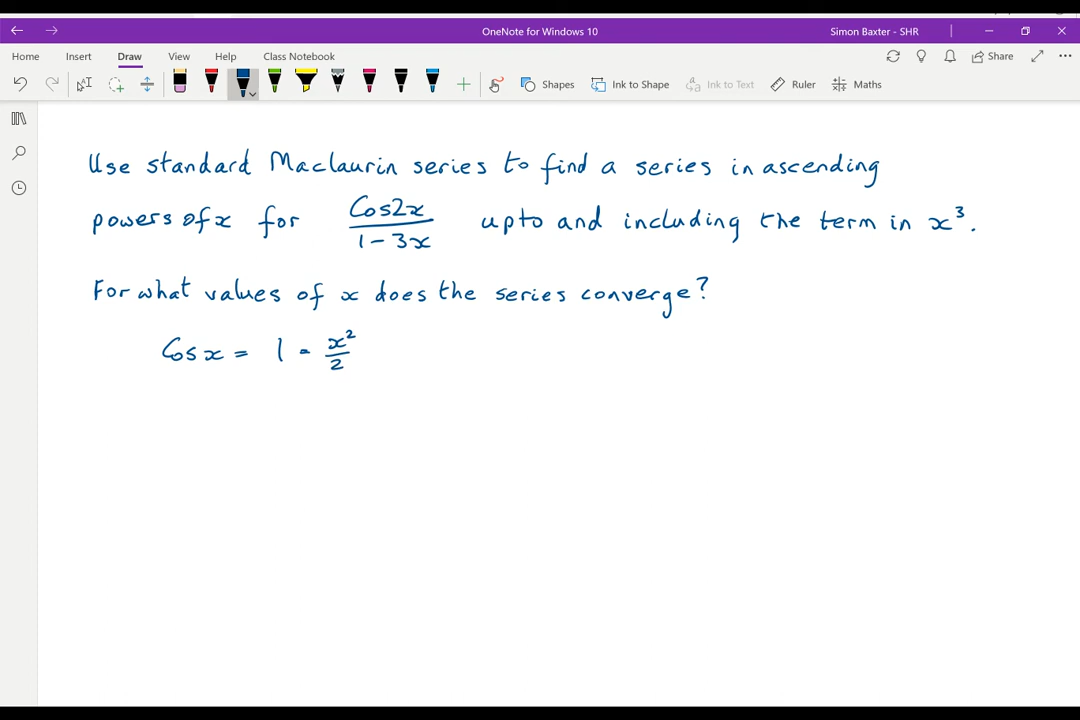 OneNote for Windows 10
Simon Baxter - SHR
Home Insert Draw View Help Class Notebook
Share
Shapes Ink to Shape Ink to Text Ruler Maths
Use standard Maclaurin series to find a series in ascending
powers of x for Cos2x/(1-3x) upto and including the term in x³.
For what values of x does the series converge?
Cosx = 1 - x²/2